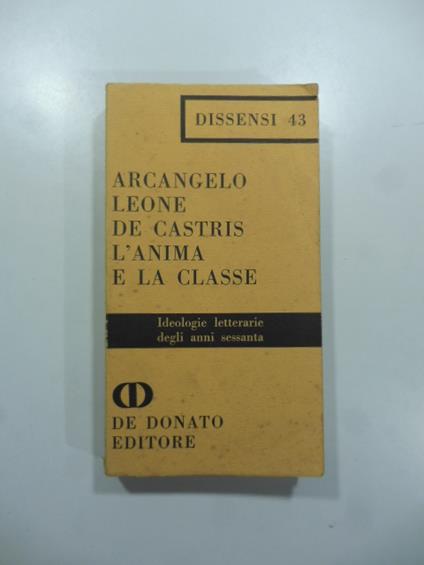 DISSENSI 43
ARCANGELO
LEONE
DE CASTRIS
L'ANIMA
E LA CLASSE
Ideologie letterarie
degli anni sessanta
DE DONATO
EDITORE